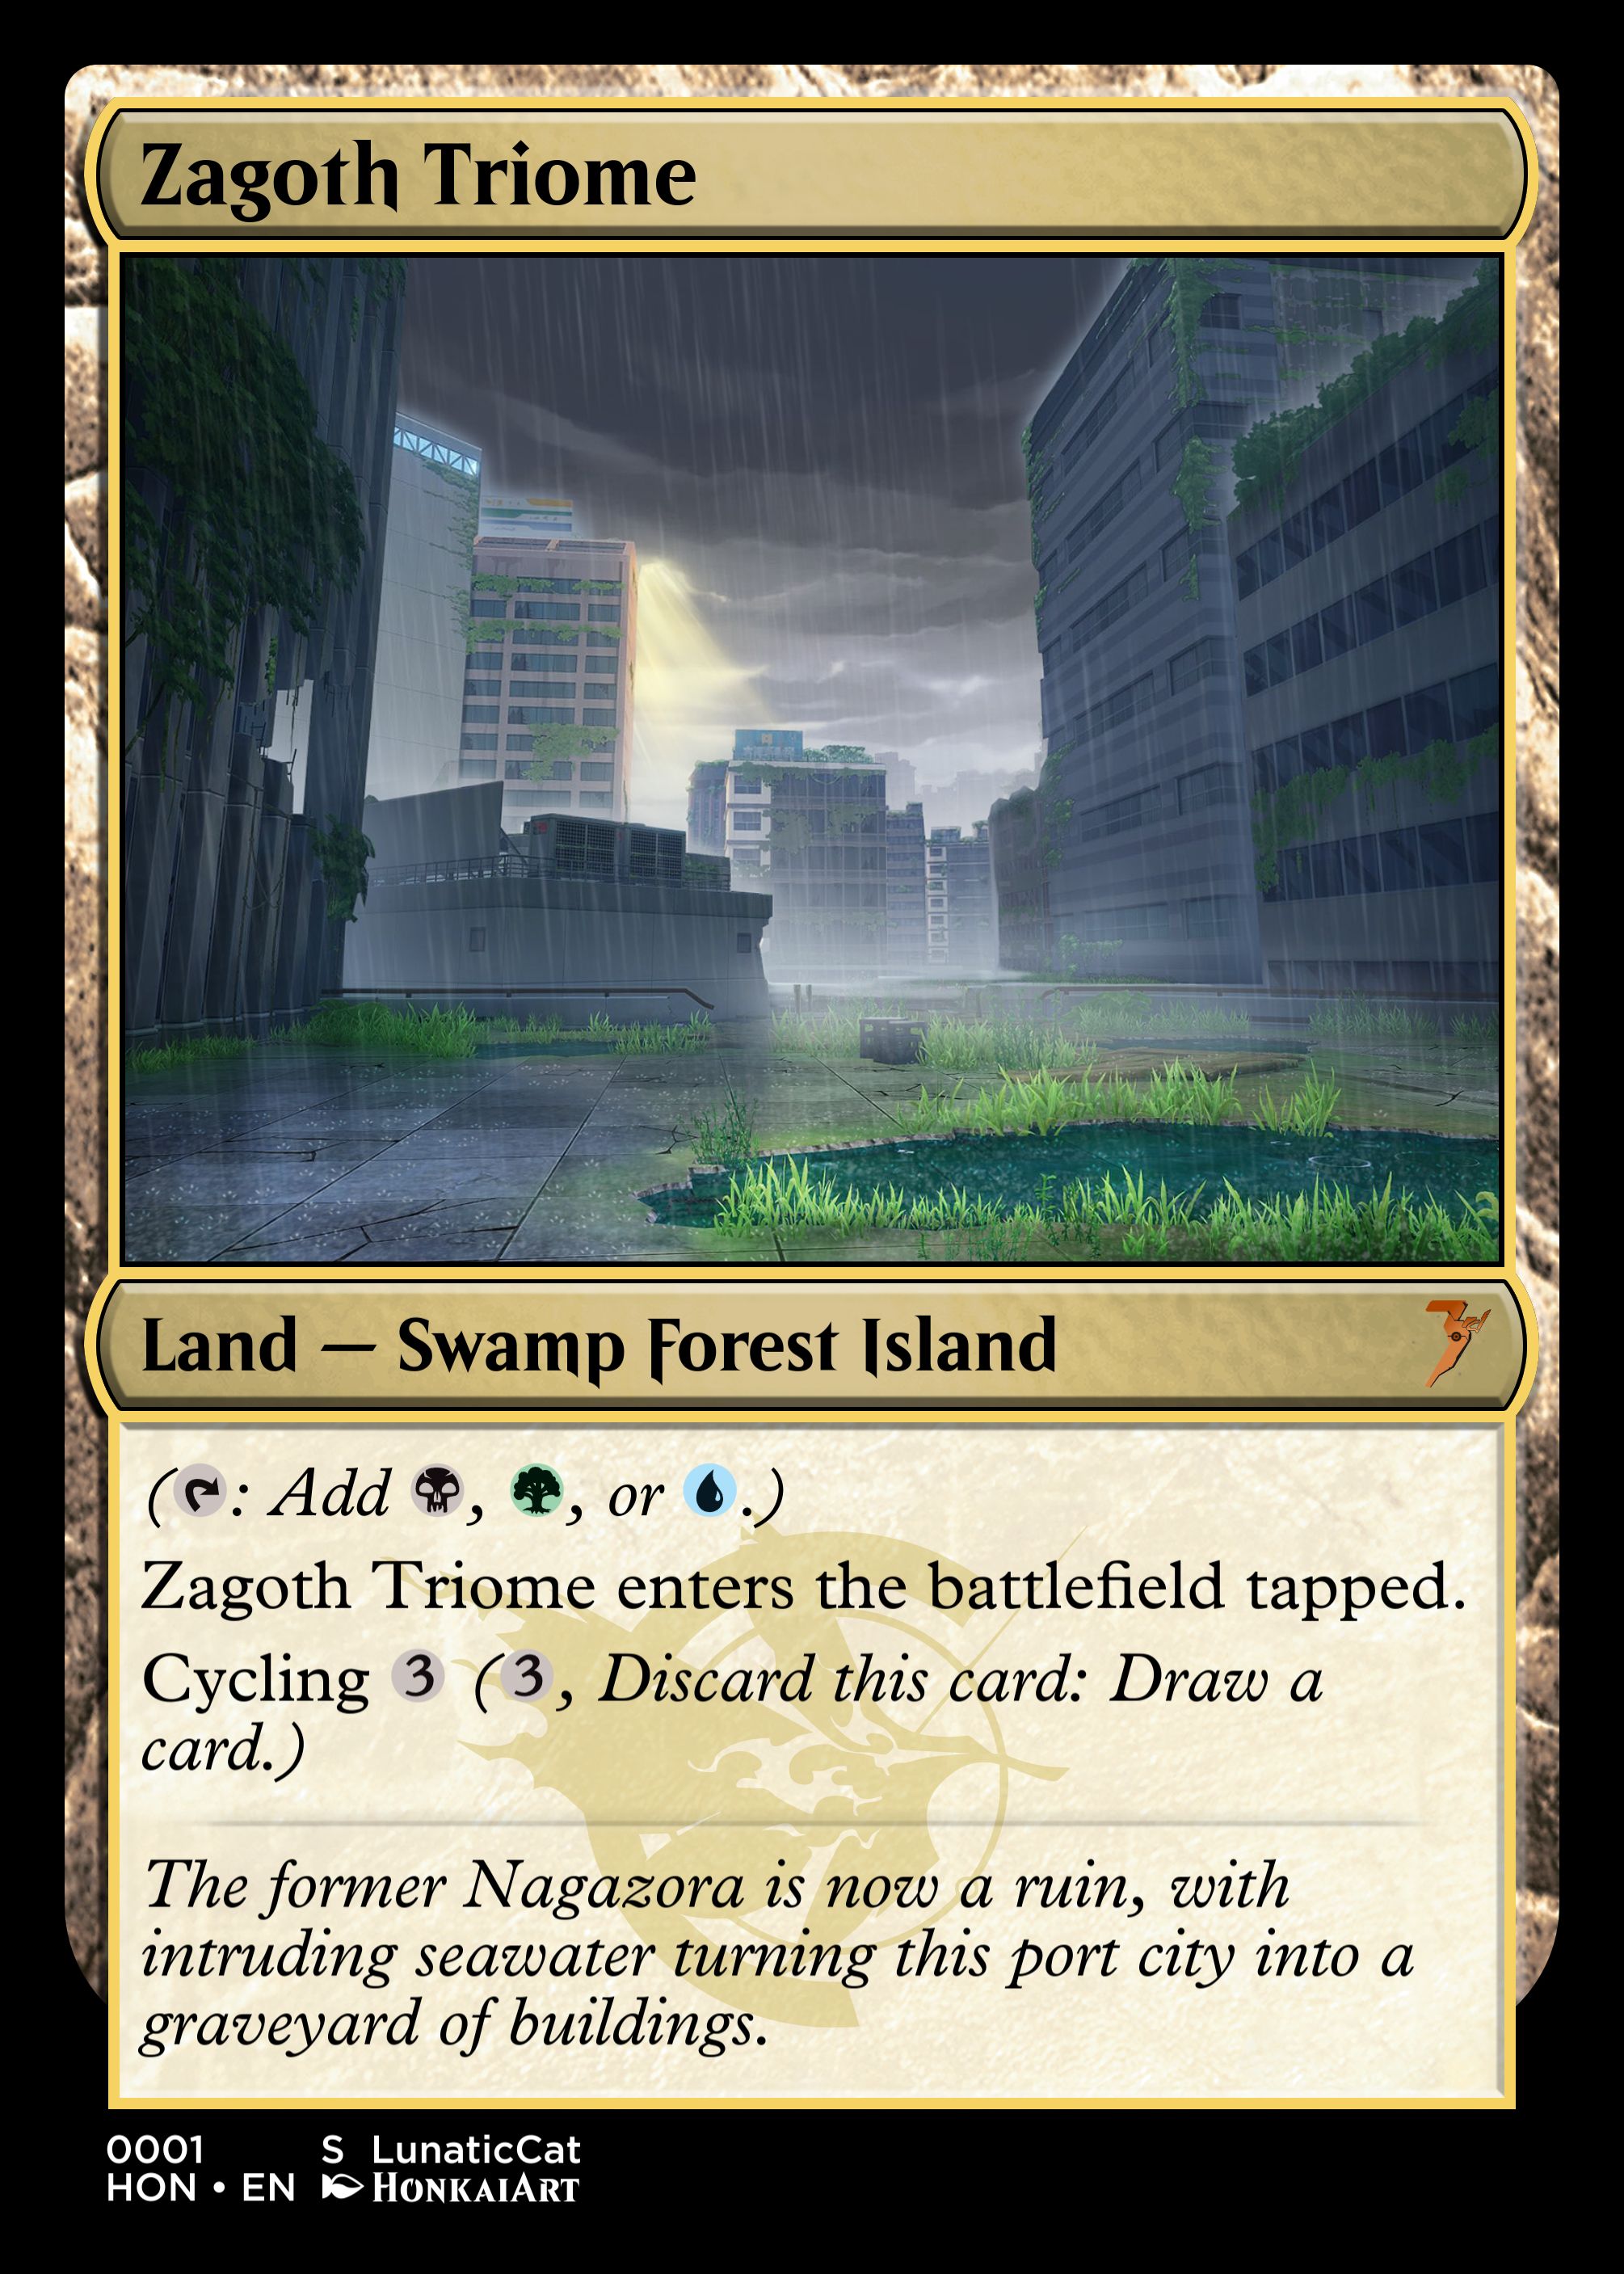 Zagoth Triome
Land — Swamp Forest Island
(: Add , , or .)
Zagoth Triome enters the battlefield tapped.
Cycling 3 (3, Discard this card: Draw a
card.)
The former Nagazora is now a ruin, with
intruding seawater turning this port city into a
graveyard of buildings.
0001 S LunaticCat
HON • EN HonkaiArt